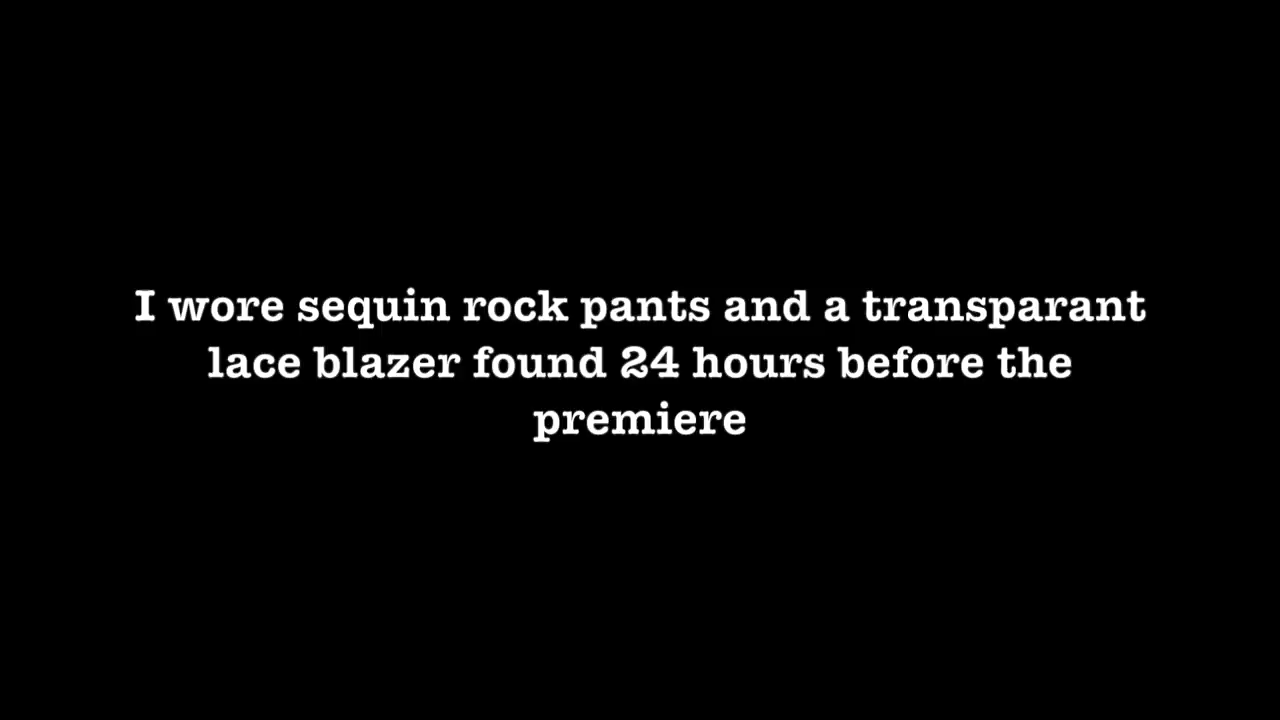 I wore sequin rock pants and a transparant
lace blazer found 24 hours before the
premiere